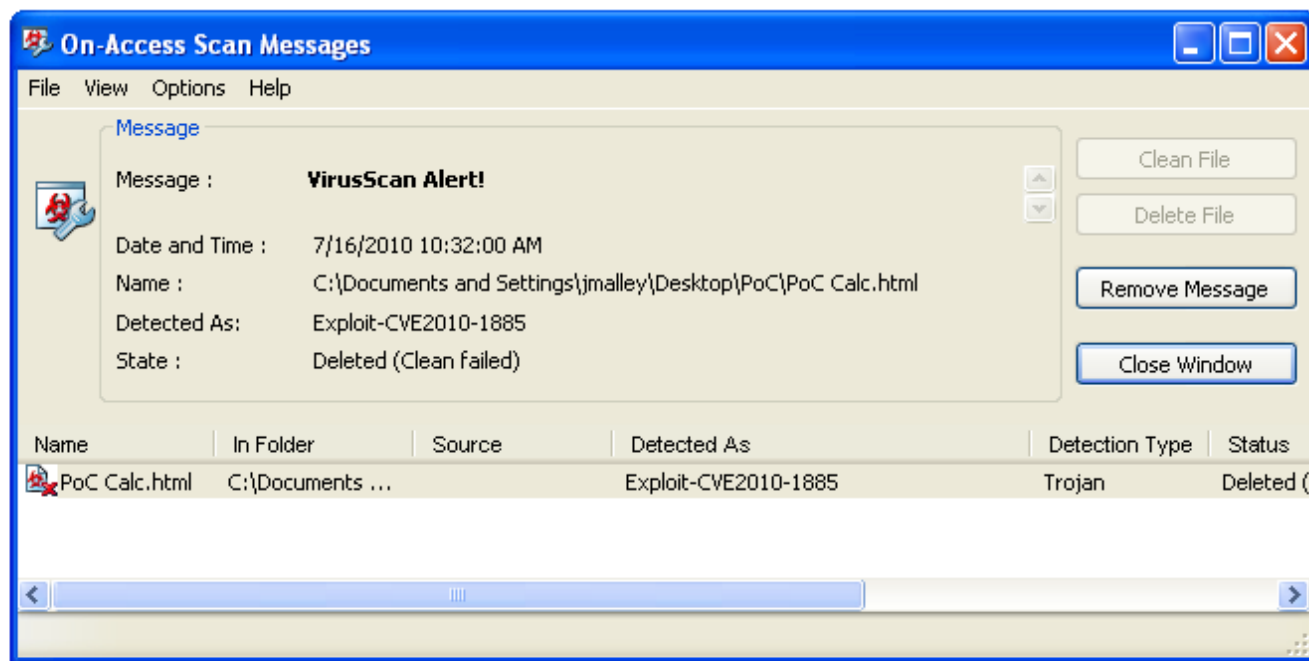 On-Access Scan Messages
File View Options Help
Message
Message : VirusScan Alert!
Date and Time : 7/16/2010 10:32:00 AM
Name : C:\Documents and Settings\jmalley\Desktop\PoC\PoC Calc.html
Detected As: Exploit-CVE2010-1885
State : Deleted (Clean failed)
Clean File
Delete File
Remove Message
Close Window
Name In Folder Source Detected As Detection Type Status
PoC Calc.html C:\Documents ... Exploit-CVE2010-1885 Trojan Deleted (